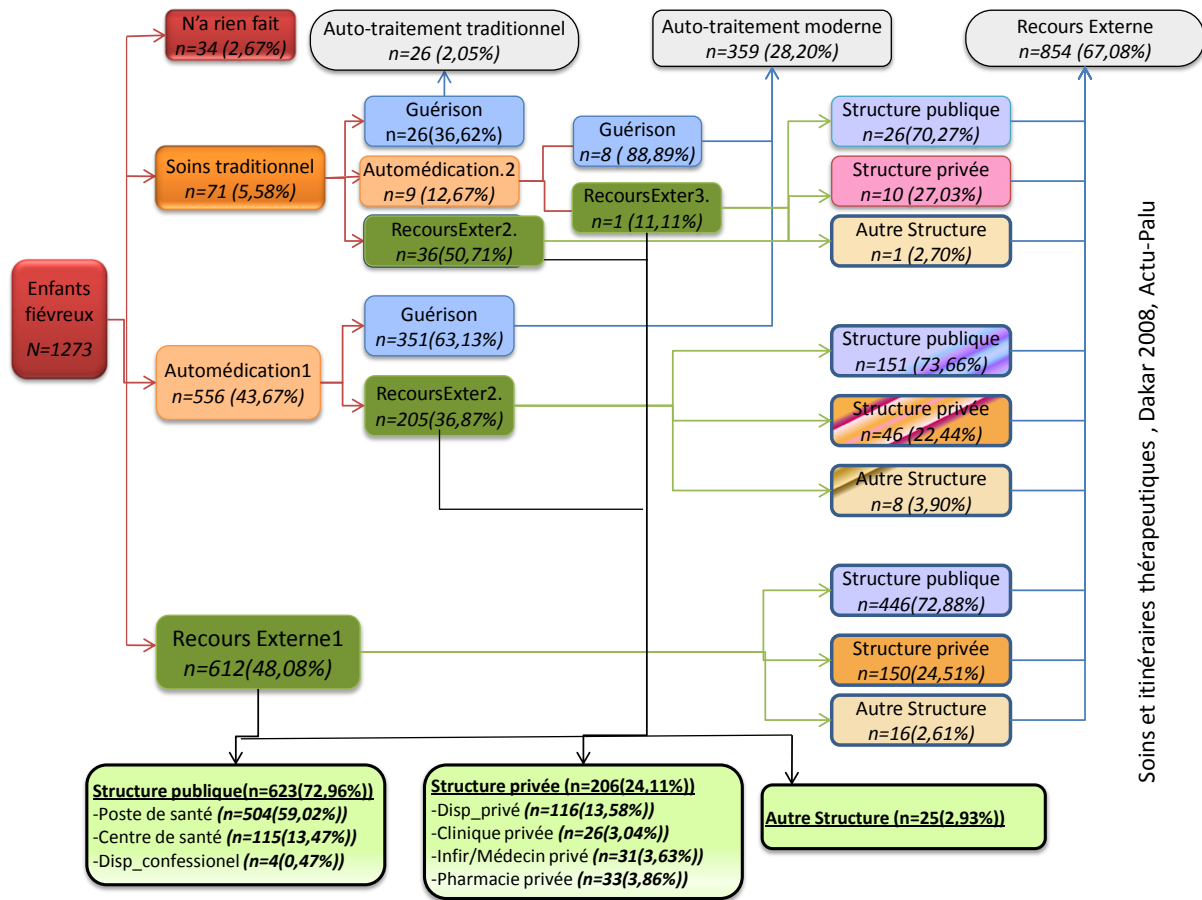 N'a rien fait
n=34 (2,67%)
Auto-traitement traditionnel
n=26 (2,05%)
Auto-traitement moderne
n=359 (28,20%)
Recours Externe
n=854 (67,08%)
Guérison
n=26(36,62%)
Guérison
n=8 ( 88,89%)
Structure publique
n=26(70,27%)
Soins traditionnel
n=71 (5,58%)
Automédication.2
n=9 (12,67%)
RecoursExter3.
n=1 (11,11%)
Structure privée
n=10 (27,03%)
RecoursExter2.
n=36(50,71%)
Autre Structure
n=1 (2,70%)
Enfants
fiévreux
N=1273
Guérison
n=351(63,13%)
Structure publique
n=151 (73,66%)
Automédication1
n=556 (43,67%)
RecoursExter2.
n=205(36,87%)
Structure privée
n=46 (22,44%)
Autre Structure
n=8 (3,90%)
Structure publique
n=446(72,88%)
Recours Externe1
n=612(48,08%)
Structure privée
n=150(24,51%)
Autre Structure
n=16(2,61%)
Structure publique(n=623(72,96%))
-Poste de santé (n=504(59,02%))
-Centre de santé (n=115(13,47%))
-Disp_confessionel (n=4(0,47%))
Structure privée (n=206(24,11%))
-Disp_privé (n=116(13,58%))
-Clinique privée (n=26(3,04%))
-Infir/Médecin privé (n=31(3,63%))
-Pharmacie privée (n=33(3,86%))
Autre Structure (n=25(2,93%))
Soins et itinéraires thérapeutiques , Dakar 2008, Actu-Palu